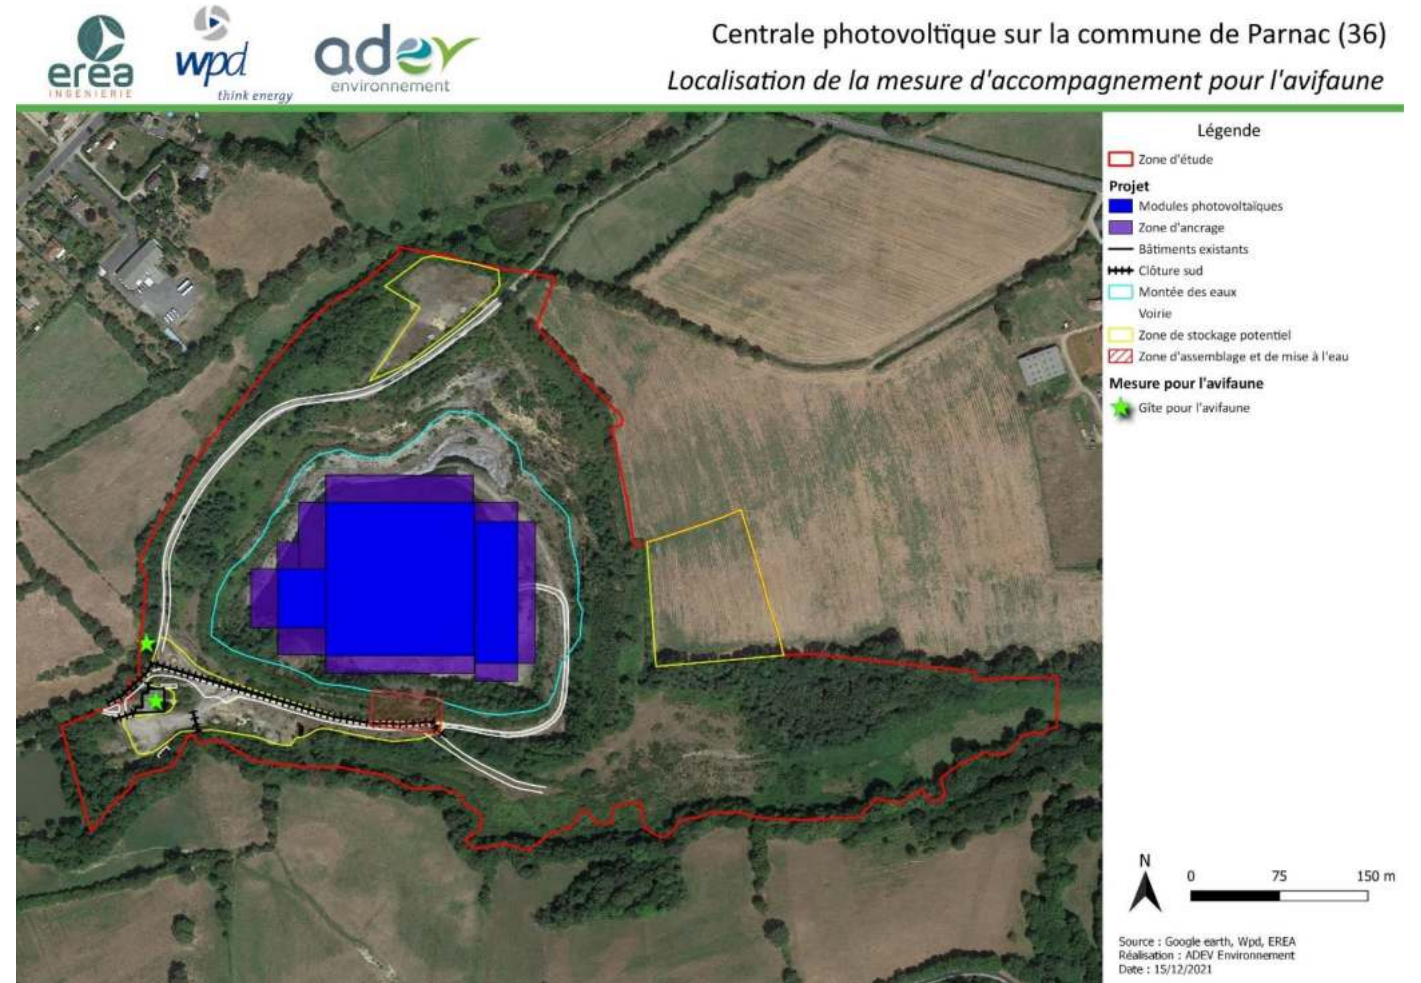 erea
INGÉNIERIE
wpd
think energy
adev
environnement
Centrale photovoltïque sur la commune de Parnac (36)
Localisation de la mesure d'accompagnement pour l'avifaune
Légende
Zone d'étude
Projet
Modules photovoltaïques
Zone d'ancrage
Bâtiments existants
Clôture sud
Montée des eaux
Voirie
Zone de stockage potentiel
Zone d'assemblage et de mise à l'eau
Mesure pour l'avifaune
Gîte pour l'avifaune
N
0 75 150 m
Source : Google earth, Wpd, EREA
Réalisation : ADEV Environnement
Date : 15/12/2021